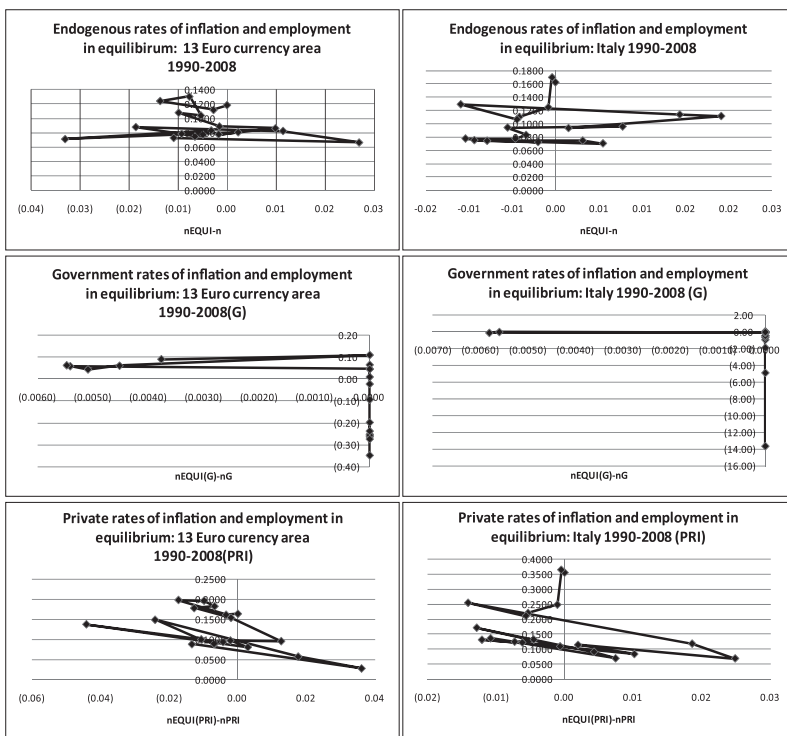 Endogenous rates of inflation and employment
in equilibirum: 13 Euro currency area
1990-2008
0.1400
0.1200
0.1000
0.0800
0.0600
0.0400
0.0200
0.0000
(0.04) (0.03) (0.02) (0.01) 0.00 0.01 0.02 0.03
nEQUI-n
Endogenous rates of inflation and employment
in equilibrium: Italy 1990-2008
0.1800
0.1600
0.1400
0.1200
0.1000
0.0800
0.0600
0.0400
0.0200
0.0000
-0.02 -0.01 -0.01 0.00 0.01 0.01 0.02 0.02 0.03
nEQUI-n
Government rates of inflation and employment
in equilibrium: 13 Euro currency area
1990-2008(G)
0.20
0.10
0.00
(0.0060) (0.0050) (0.0040) (0.0030) (0.0020) (0.0010) 0.0000
(0.10)
(0.20)
(0.30)
(0.40)
nEQUI(G)-nG
Government rates of inflation and employment
in equilibrium: Italy 1990-2008 (G)
2.00
0.00
(0.0070) (0.0060) (0.0050) (0.0040) (0.0030) (0.0020) (0.0010) 0.0000
(2.00)
(4.00)
(6.00)
(8.00)
(10.00)
(12.00)
(14.00)
(16.00)
nEQUI(G)-nG
Private rates of inflation and employment in
equilibrium: 13 Euro curency area
1990-2008(PRI)
0.2500
0.2000
0.1500
0.1000
0.0500
0.0000
(0.06) (0.04) (0.02) 0.00 0.02 0.04
nEQUI(PRI)-nPRI
Private rates of inflation and employment in
equilibrium: Italy 1990-2008 (PRI)
0.4000
0.3500
0.3000
0.2500
0.2000
0.1500
0.1000
0.0500
0.0000
(0.02) (0.01) 0.00 0.01 0.02 0.03
nEQUI(PRI)-nPRI